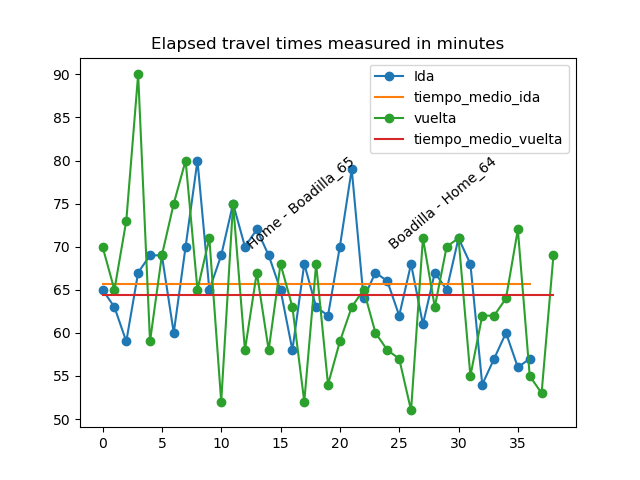 Elapsed travel times measured in minutes
90
85
80
75
70
65
60
55
50
Ida
tiempo_medio_ida
vuelta
tiempo_medio_vuelta
Home - Boadilla_65
Boadilla - Home_64
0
5
10
15
20
25
30
35